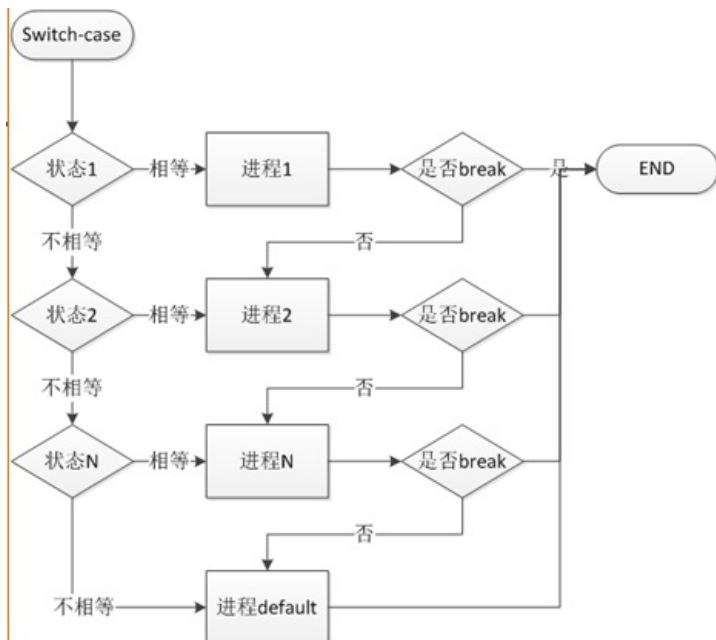 Switch-case
状态1
相等
进程1
是否break
是
END
不相等
否
状态2
相等
进程2
是否break
不相等
否
状态N
相等
进程N
是否break
否
不相等
进程default